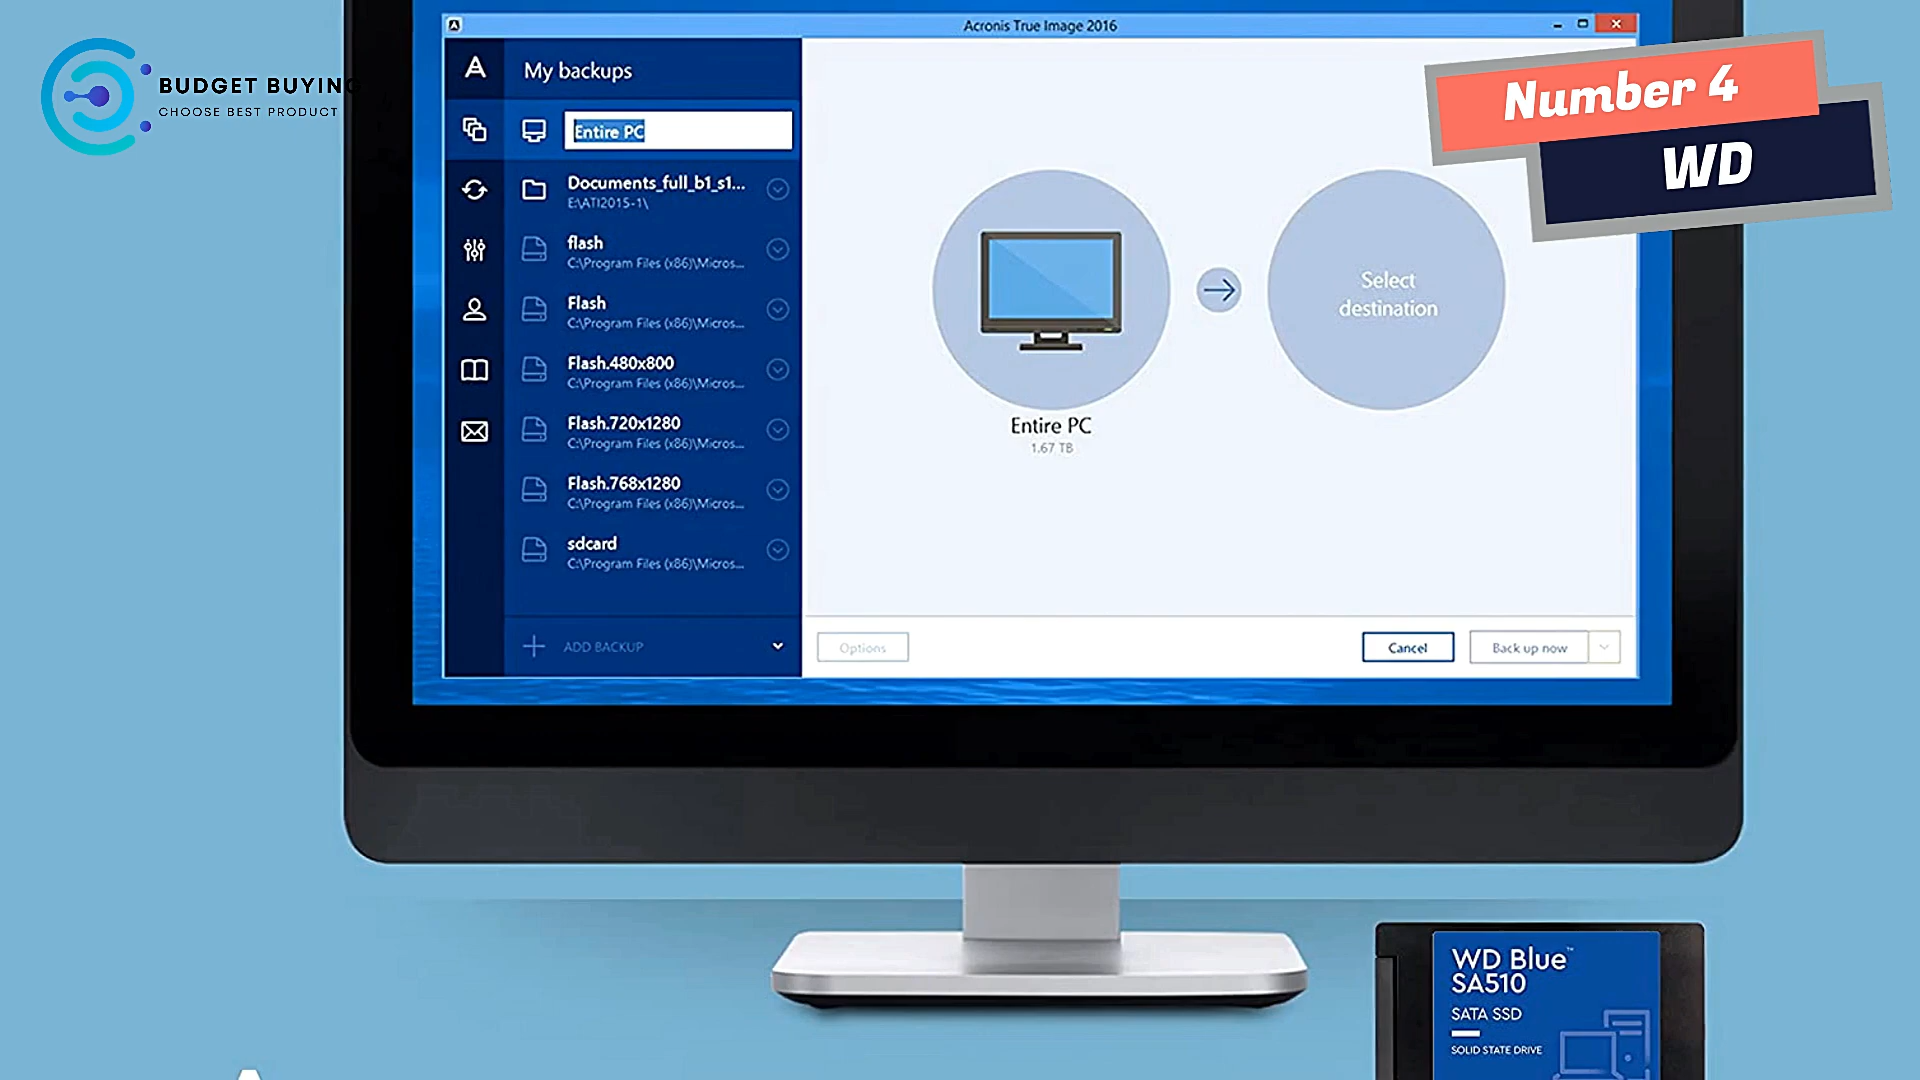 BUDGET BUYING
CHOOSE BEST PRODUCT
Number 4
WD
Acronis True Image 2016
My backups
Entire PC
Documents_full_b1_s1...
E:\ATI2015-1\
flash
C:\Program Files (x86)\Micros...
Flash
C:\Program Files (x86)\Micros...
Flash.480x800
C:\Program Files (x86)\Micros...
Flash.720x1280
C:\Program Files (x86)\Micros...
Flash.768x1280
C:\Program Files (x86)\Micros...
sdcard
C:\Program Files (x86)\Micros...
ADD BACKUP
Entire PC
1.67 TB
Select
destination
Options
Cancel
Back up now
WD Blue™
SA510
SATA SSD
SOLID STATE DRIVE